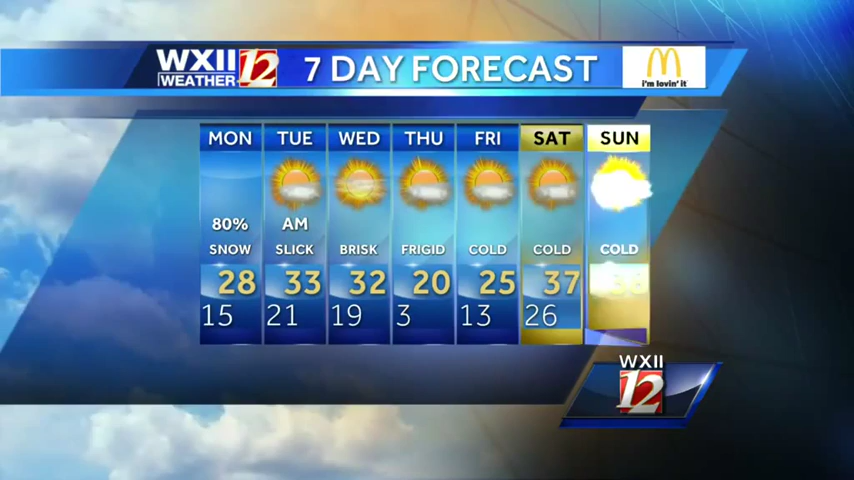 WXII 12
WEATHER
7 DAY FORECAST
i'm lovin' it
MON TUE WED THU FRI SAT SUN
80% AM
SNOW SLICK BRISK FRIGID COLD COLD COLD
28 33 32 20 25 37
15 21 19 3 13 26
WXII
12